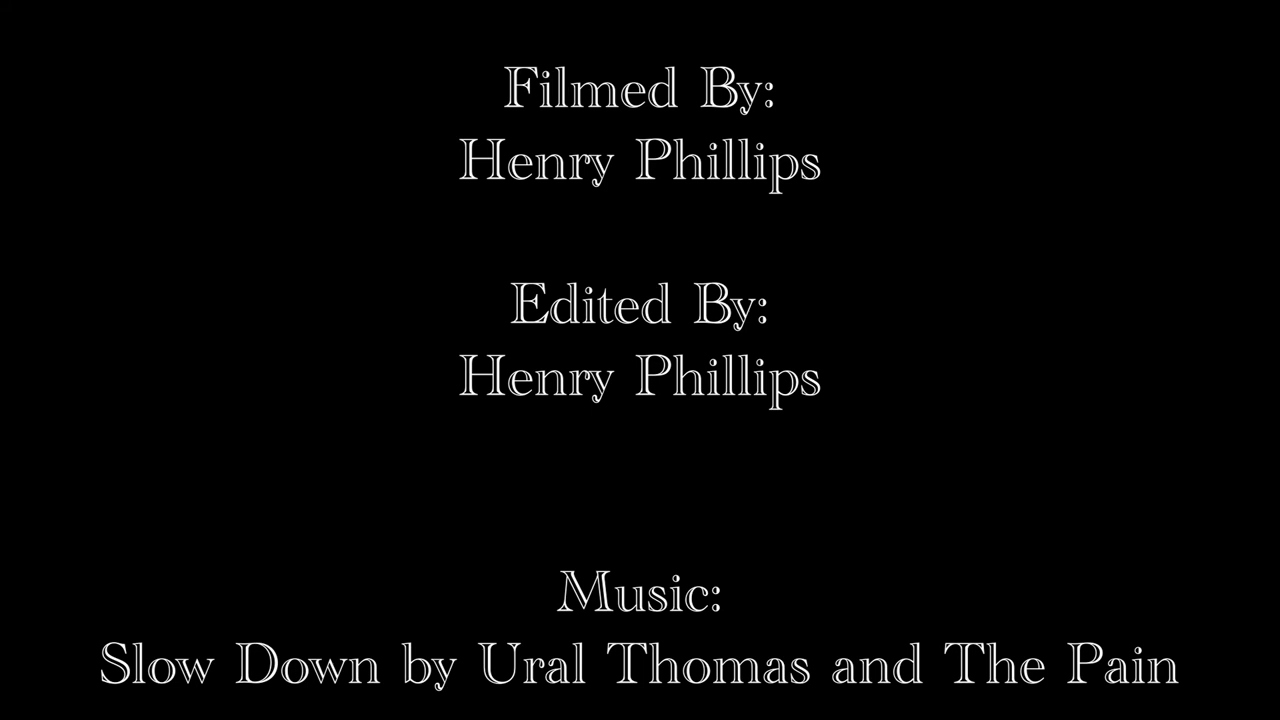 Filmed By:
Henry Phillips
Edited By:
Henry Phillips
Music:
Slow Down by Ural Thomas and The Pain